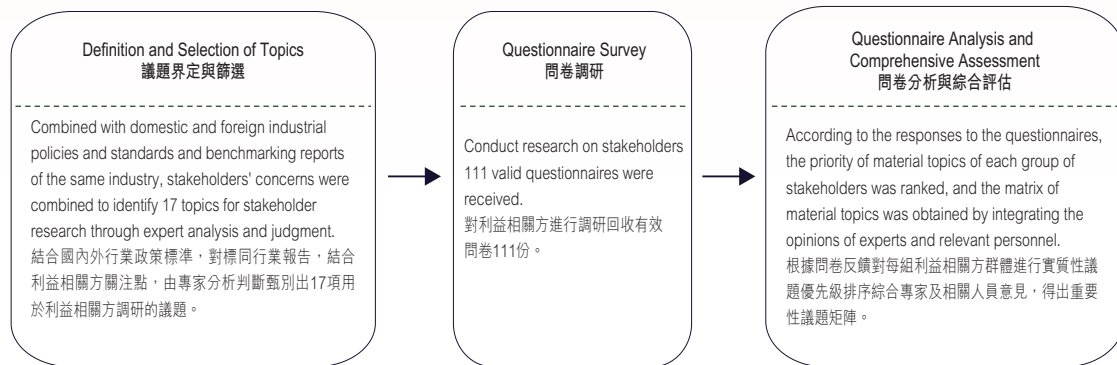 Definition and Selection of Topics
議題界定與篩選
Combined with domestic and foreign industrial
policies and standards and benchmarking reports
of the same industry, stakeholders' concerns were
combined to identify 17 topics for stakeholder
research through expert analysis and judgment.
結合國內外行業政策標準，對標同行業報告，結合
利益相關方關注點，由專家分析判斷甄別出17項用
於利益相關方調研的議題。
Questionnaire Survey
問卷調研
Conduct research on stakeholders
111 valid questionnaires were
received.
對利益相關方進行調研回收有效
問卷111份。
Questionnaire Analysis and
Comprehensive Assessment
問卷分析與綜合評估
According to the responses to the questionnaires,
the priority of material topics of each group of
stakeholders was ranked, and the matrix of
material topics was obtained by integrating the
opinions of experts and relevant personnel.
根據問卷反饋對每組利益相關方群體進行實質性議
題優先級排序綜合專家及相關人員意見，得出重要
性議題矩陣。